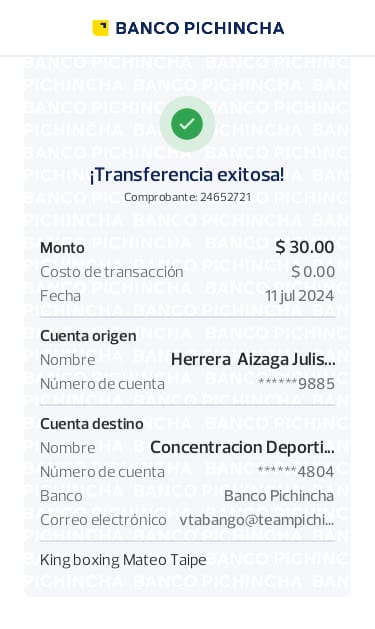 BANCO PICHINCHA
¡Transferencia exitosa!
Comprobante: 24652721
Monto $ 30.00
Costo de transacción $ 0.00
Fecha 11 jul 2024
Cuenta origen
Nombre Herrera Aizaga Julis...
Número de cuenta ******9885
Cuenta destino
Nombre Concentracion Deporti...
Número de cuenta ******4804
Banco Banco Pichincha
Correo electrónico vtabango@teampichi...
King boxing Mateo Taipe